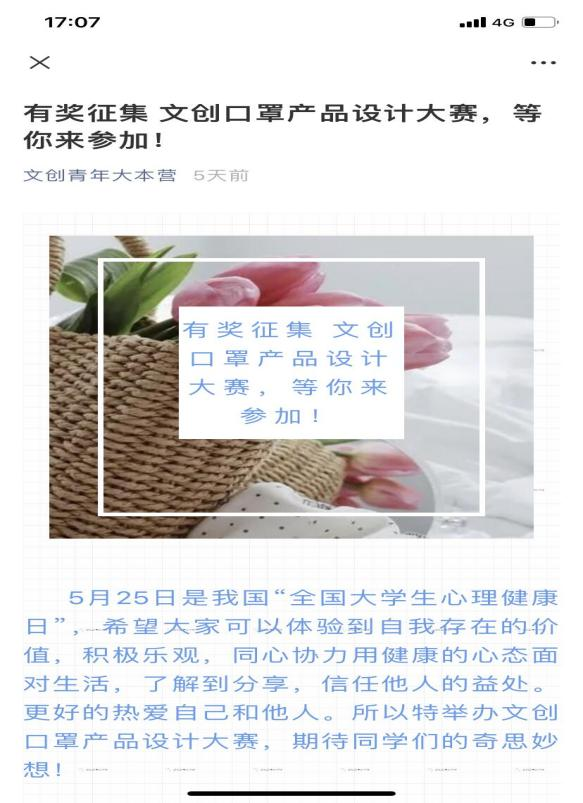 17:07
4G
有奖征集 文创口罩产品设计大赛，等
你来参加！
文创青年大本营 5天前
有奖征集 文创
口罩产品设计
大赛，等你来
参加！
5月25日是我国“全国大学生心理健康
日”，希望大家可以体验到自我存在的价
值，积极乐观，同心协力用健康的心态面
对生活，了解到分享，信任他人的益处。
更好的热爱自己和他人。所以特举办文创
口罩产品设计大赛，期待同学们的奇思妙
想！